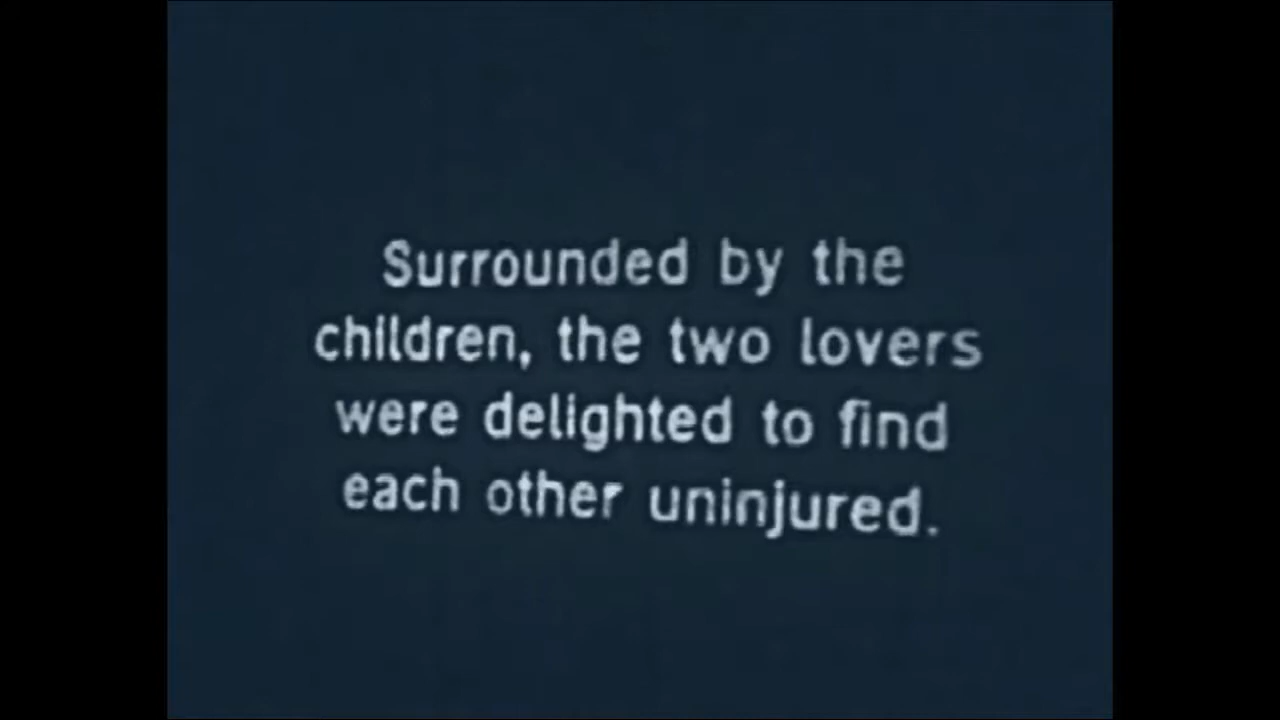 Surrounded by the
children, the two lovers
were delighted to find
each other uninjured.